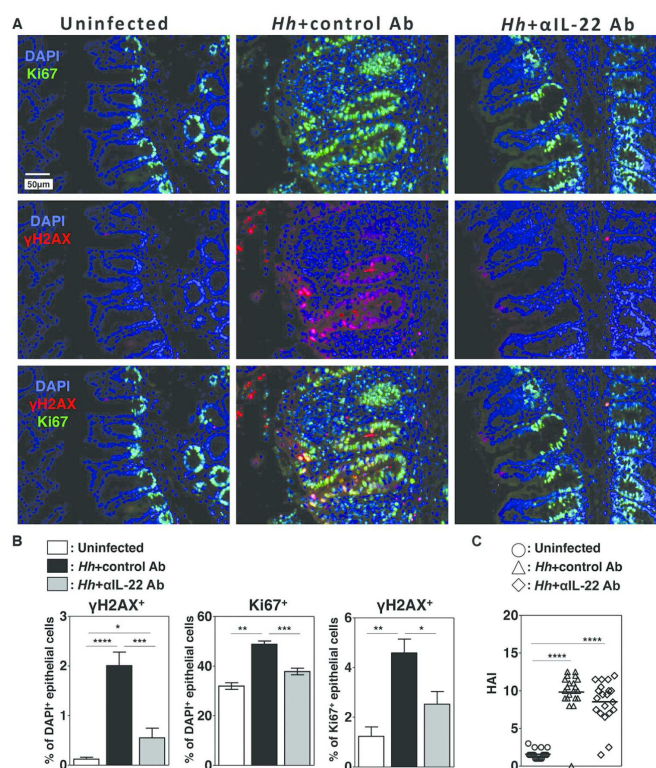 A Uninfected Hh+control Ab Hh+αIL-22 Ab
DAPI
Ki67
50µm
DAPI
γH2AX
DAPI
γH2AX
Ki67
B
: Uninfected
: Hh+control Ab
: Hh+αIL-22 Ab
γH2AX+
% of DAPI+ epithelial cells
3
2
1
0
*
**** ***
Ki67+
% of DAPI+ epithelial cells
60
40
20
0
** ***
γH2AX+
% of Ki67+ epithelial cells
6
4
2
0
** *
C
: Uninfected
: Hh+control Ab
: Hh+αIL-22 Ab
HAI
20
15
10
5
0
****
****